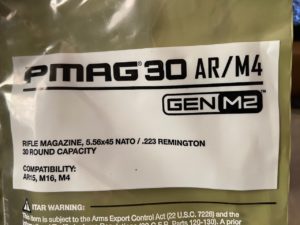 PMAG® 30 AR/M4
GEN M2™
RIFLE MAGAZINE, 5.56x45 NATO / .223 REMINGTON
30 ROUND CAPACITY
COMPATIBILITY:
AR15, M16, M4
ITAR WARNING:
This item is subject to the Arms Export Control Act (22 U.S.C. 7228) and the
Parts 120-130). A prior